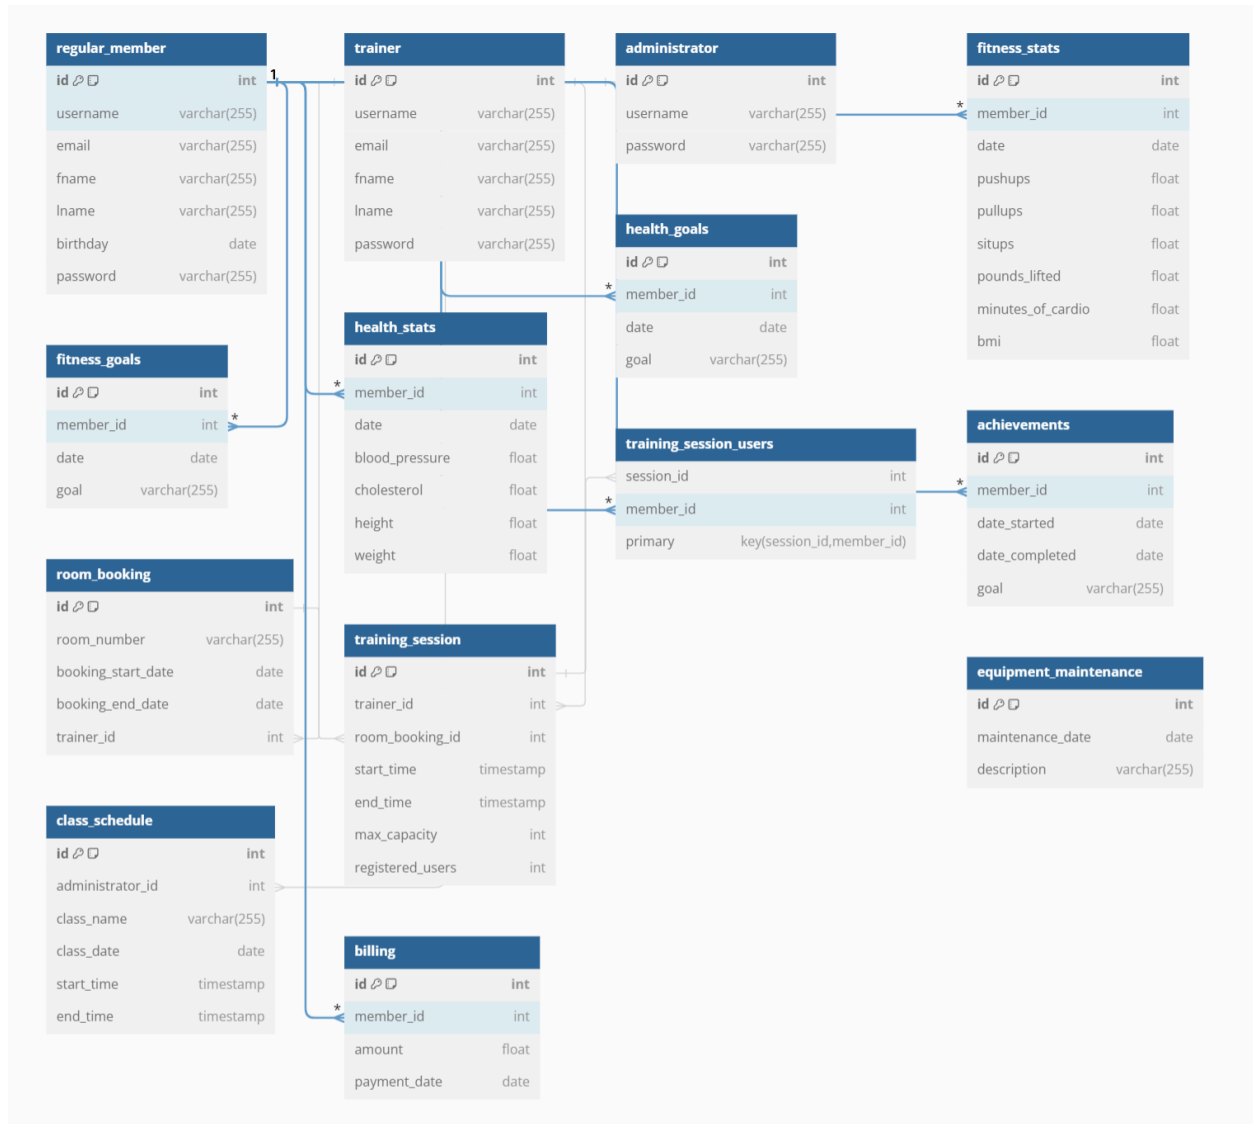 regular_member
id int
username varchar(255)
email varchar(255)
fname varchar(255)
lname varchar(255)
birthday date
password varchar(255)
1
trainer
id int
username varchar(255)
email varchar(255)
fname varchar(255)
lname varchar(255)
password varchar(255)
administrator
id int
username varchar(255)
password varchar(255)
fitness_stats
id int
*
member_id int
date date
pushups float
pullups float
situps float
pounds_lifted float
minutes_of_cardio float
bmi float
health_goals
id int
*
member_id int
date date
goal varchar(255)
fitness_goals
id int
member_id int
*
date date
goal varchar(255)
health_stats
id int
*
member_id int
date date
blood_pressure float
cholesterol float
height float
weight float
training_session_users
session_id int
*
member_id int
primary key(session_id,member_id)
achievements
id int
*
member_id int
date_started date
date_completed date
goal varchar(255)
room_booking
id int
room_number varchar(255)
booking_start_date date
booking_end_date date
trainer_id int
training_session
id int
trainer_id int
room_booking_id int
start_time timestamp
end_time timestamp
max_capacity int
registered_users int
equipment_maintenance
id int
maintenance_date date
description varchar(255)
class_schedule
id int
administrator_id int
class_name varchar(255)
class_date date
start_time timestamp
end_time timestamp
billing
id int
*
member_id int
amount float
payment_date date